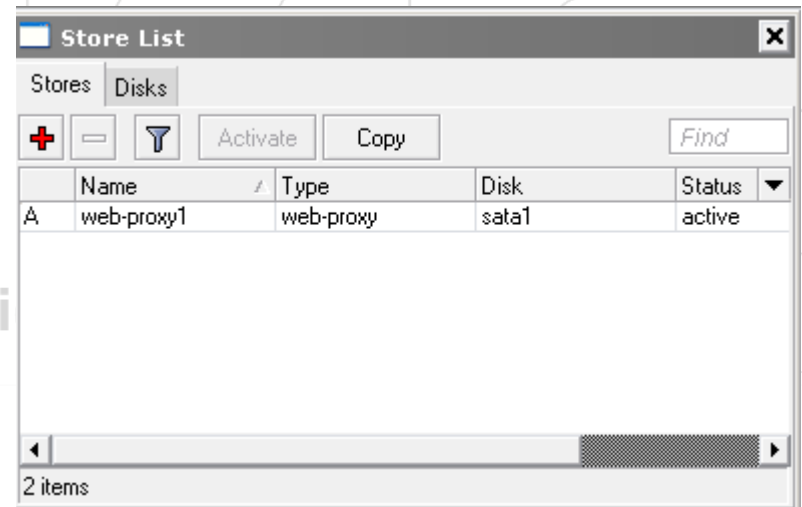 Store List
Stores Disks
Activate Copy Find
Name Type Disk Status
A web-proxy1 web-proxy sata1 active
2 items